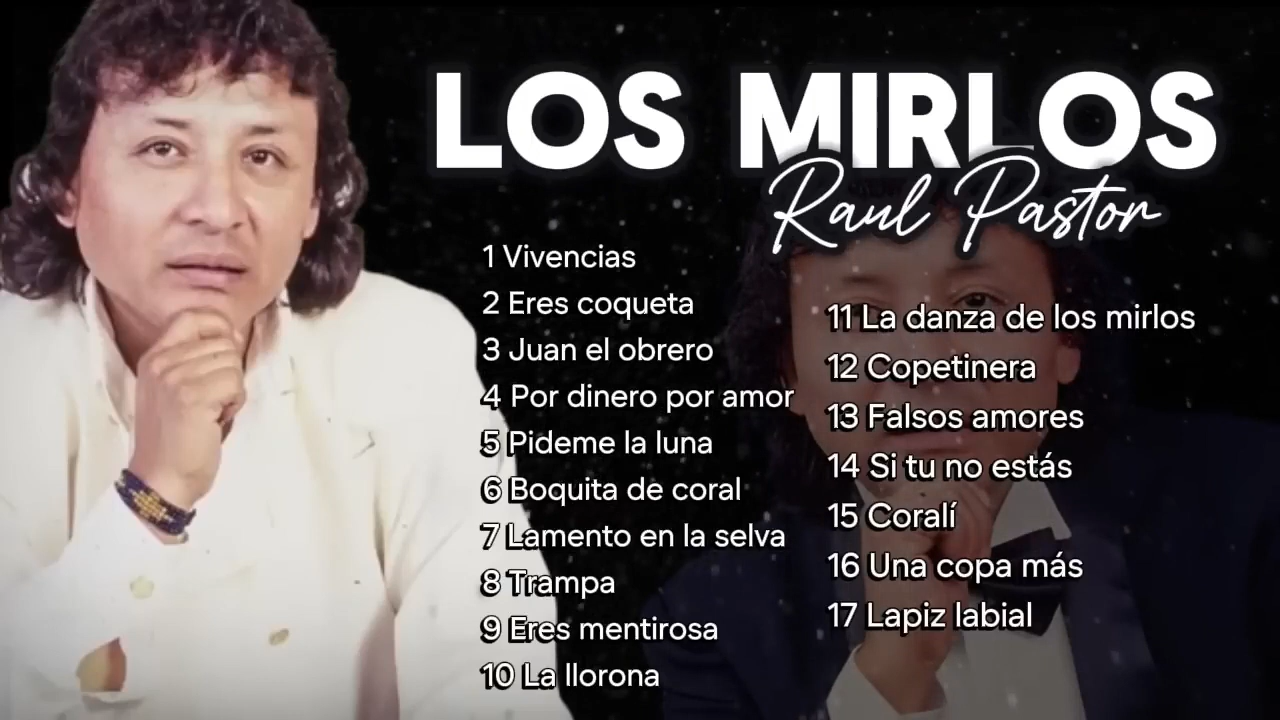 LOS MIRLOS
Raul Pastor
1 Vivencias
2 Eres coqueta
3 Juan el obrero
4 Por dinero por amor
5 Pideme la luna
6 Boquita de coral
7 Lamento en la selva
8 Trampa
9 Eres mentirosa
10 La llorona
11 La danza de los mirlos
12 Copetinera
13 Falsos amores
14 Si tu no estás
15 Coralí
16 Una copa más
17 Lapiz labial